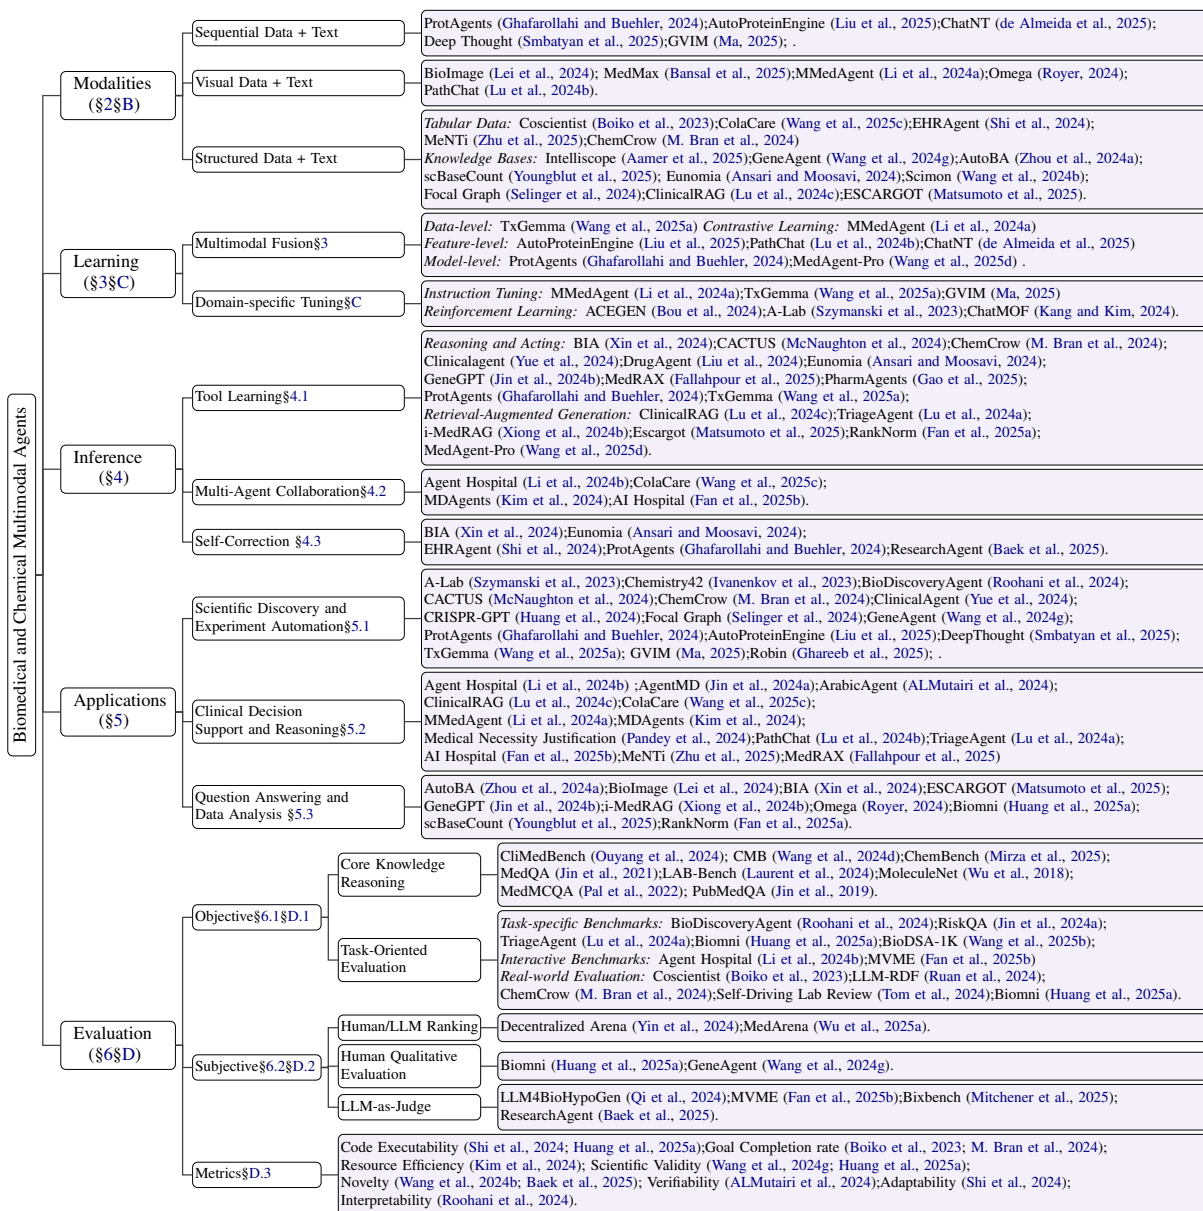 Biomedical and Chemical Multimodal Agents
Modalities
(§2§B)
Sequential Data + Text
ProtAgents (Ghafarollahi and Buehler, 2024);AutoProteinEngine (Liu et al., 2025);ChatNT (de Almeida et al., 2025);
Deep Thought (Smbatyan et al., 2025);GVIM (Ma, 2025); .
Visual Data + Text
BioImage (Lei et al., 2024); MedMax (Bansal et al., 2025);MMedAgent (Li et al., 2024a);Omega (Royer, 2024);
PathChat (Lu et al., 2024b).
Structured Data + Text
Tabular Data: Coscientist (Boiko et al., 2023);ColaCare (Wang et al., 2025c);EHRAgent (Shi et al., 2024);
MeNTi (Zhu et al., 2025);ChemCrow (M. Bran et al., 2024)
Knowledge Bases: Intelliscope (Aamer et al., 2025);GeneAgent (Wang et al., 2024g);AutoBA (Zhou et al., 2024a);
scBaseCount (Youngblut et al., 2025); Eunomia (Ansari and Moosavi, 2024);Scimon (Wang et al., 2024b);
Focal Graph (Selinger et al., 2024);ClinicalRAG (Lu et al., 2024c);ESCARGOT (Matsumoto et al., 2025).
Learning
(§3§C)
Multimodal Fusion§3
Data-level: TxGemma (Wang et al., 2025a) Contrastive Learning: MMedAgent (Li et al., 2024a)
Feature-level: AutoProteinEngine (Liu et al., 2025);PathChat (Lu et al., 2024b);ChatNT (de Almeida et al., 2025)
Model-level: ProtAgents (Ghafarollahi and Buehler, 2024);MedAgent-Pro (Wang et al., 2025d) .
Domain-specific Tuning§C
Instruction Tuning: MMedAgent (Li et al., 2024a);TxGemma (Wang et al., 2025a);GVIM (Ma, 2025)
Reinforcement Learning: ACEGEN (Bou et al., 2024);A-Lab (Szymanski et al., 2023);ChatMOF (Kang and Kim, 2024).
Inference
(§4)
Tool Learning§4.1
Reasoning and Acting: BIA (Xin et al., 2024);CACTUS (McNaughton et al., 2024);ChemCrow (M. Bran et al., 2024);
Clinicalagent (Yue et al., 2024);DrugAgent (Liu et al., 2024);Eunomia (Ansari and Moosavi, 2024);
GeneGPT (Jin et al., 2024b);MedRAX (Fallahpour et al., 2025);PharmAgents (Gao et al., 2025);
ProtAgents (Ghafarollahi and Buehler, 2024);TxGemma (Wang et al., 2025a);
Retrieval-Augmented Generation: ClinicalRAG (Lu et al., 2024c);TriageAgent (Lu et al., 2024a);
i-MedRAG (Xiong et al., 2024b);Escargot (Matsumoto et al., 2025);RankNorm (Fan et al., 2025a);
MedAgent-Pro (Wang et al., 2025d).
Multi-Agent Collaboration§4.2
Agent Hospital (Li et al., 2024b);ColaCare (Wang et al., 2025c);
MDAgents (Kim et al., 2024);AI Hospital (Fan et al., 2025b).
Self-Correction §4.3
BIA (Xin et al., 2024);Eunomia (Ansari and Moosavi, 2024);
EHRAgent (Shi et al., 2024);ProtAgents (Ghafarollahi and Buehler, 2024);ResearchAgent (Baek et al., 2025).
Applications
(§5)
Scientific Discovery and
Experiment Automation§5.1
A-Lab (Szymanski et al., 2023);Chemistry42 (Ivanenkov et al., 2023);BioDiscoveryAgent (Roohani et al., 2024);
CACTUS (McNaughton et al., 2024);ChemCrow (M. Bran et al., 2024);ClinicalAgent (Yue et al., 2024);
CRISPR-GPT (Huang et al., 2024);Focal Graph (Selinger et al., 2024);GeneAgent (Wang et al., 2024g);
ProtAgents (Ghafarollahi and Buehler, 2024);AutoProteinEngine (Liu et al., 2025);DeepThought (Smbatyan et al., 2025);
TxGemma (Wang et al., 2025a); GVIM (Ma, 2025);Robin (Ghareeb et al., 2025); .
Clinical Decision
Support and Reasoning§5.2
Agent Hospital (Li et al., 2024b) ;AgentMD (Jin et al., 2024a);ArabicAgent (ALMutairi et al., 2024);
ClinicalRAG (Lu et al., 2024c);ColaCare (Wang et al., 2025c);
MMedAgent (Li et al., 2024a);MDAgents (Kim et al., 2024);
Medical Necessity Justification (Pandey et al., 2024);PathChat (Lu et al., 2024b);TriageAgent (Lu et al., 2024a);
AI Hospital (Fan et al., 2025b);MeNTi (Zhu et al., 2025);MedRAX (Fallahpour et al., 2025)
Question Answering and
Data Analysis §5.3
AutoBA (Zhou et al., 2024a);BioImage (Lei et al., 2024);BIA (Xin et al., 2024);ESCARGOT (Matsumoto et al., 2025);
GeneGPT (Jin et al., 2024b);i-MedRAG (Xiong et al., 2024b);Omega (Royer, 2024);Biomni (Huang et al., 2025a);
scBaseCount (Youngblut et al., 2025);RankNorm (Fan et al., 2025a).
Evaluation
(§6§D)
Objective§6.1§D.1
Core Knowledge
Reasoning
CliMedBench (Ouyang et al., 2024); CMB (Wang et al., 2024d);ChemBench (Mirza et al., 2025);
MedQA (Jin et al., 2021);LAB-Bench (Laurent et al., 2024);MoleculeNet (Wu et al., 2018);
MedMCQA (Pal et al., 2022); PubMedQA (Jin et al., 2019).
Task-Oriented
Evaluation
Task-specific Benchmarks: BioDiscoveryAgent (Roohani et al., 2024);RiskQA (Jin et al., 2024a);
TriageAgent (Lu et al., 2024a);Biomni (Huang et al., 2025a);BioDSA-1K (Wang et al., 2025b);
Interactive Benchmarks: Agent Hospital (Li et al., 2024b);MVME (Fan et al., 2025b)
Real-world Evaluation: Coscientist (Boiko et al., 2023);LLM-RDF (Ruan et al., 2024);
ChemCrow (M. Bran et al., 2024);Self-Driving Lab Review (Tom et al., 2024);Biomni (Huang et al., 2025a).
Subjective§6.2§D.2
Human/LLM Ranking
Decentralized Arena (Yin et al., 2024);MedArena (Wu et al., 2025a).
Human Qualitative
Evaluation
Biomni (Huang et al., 2025a);GeneAgent (Wang et al., 2024g).
LLM-as-Judge
LLM4BioHypoGen (Qi et al., 2024);MVME (Fan et al., 2025b);Bixbench (Mitchener et al., 2025);
ResearchAgent (Baek et al., 2025).
Metrics§D.3
Code Executability (Shi et al., 2024; Huang et al., 2025a);Goal Completion rate (Boiko et al., 2023; M. Bran et al., 2024);
Resource Efficiency (Kim et al., 2024); Scientific Validity (Wang et al., 2024g; Huang et al., 2025a);
Novelty (Wang et al., 2024b; Baek et al., 2025); Verifiability (ALMutairi et al., 2024);Adaptability (Shi et al., 2024);
Interpretability (Roohani et al., 2024).